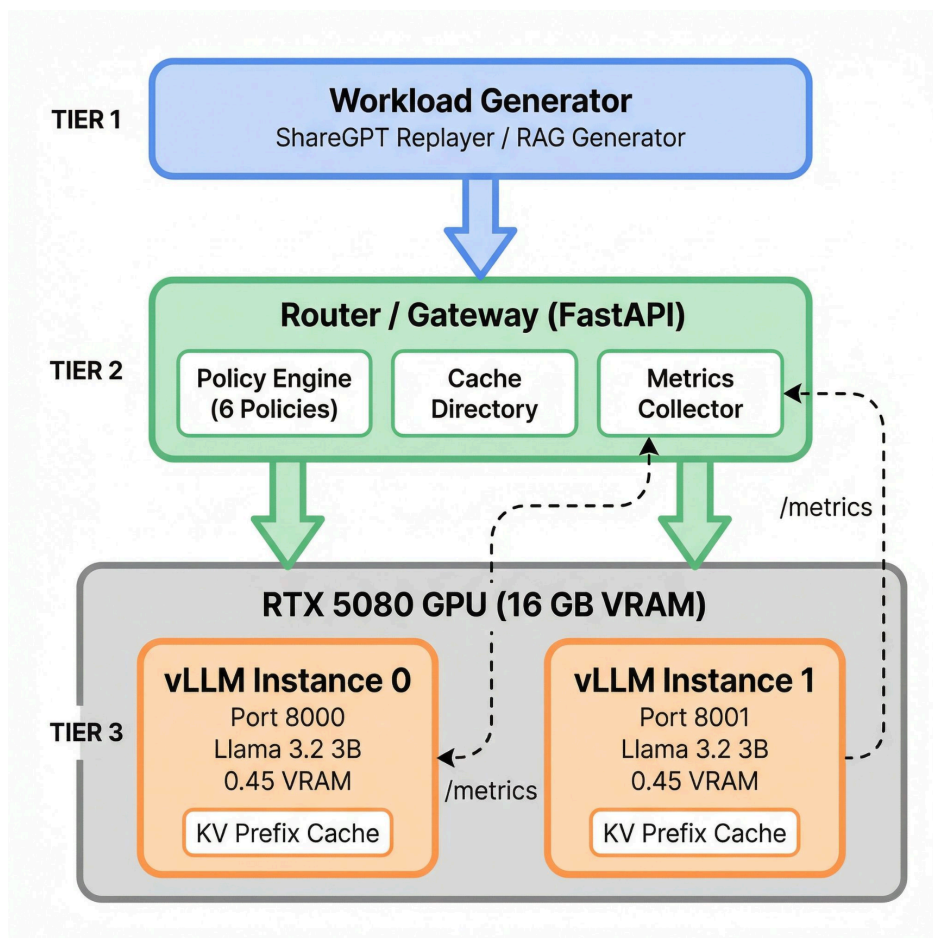 TIER 1
Workload Generator
ShareGPT Replayer / RAG Generator
Router / Gateway (FastAPI)
TIER 2
Policy Engine
(6 Policies)
Cache
Directory
Metrics
Collector
/metrics
RTX 5080 GPU (16 GB VRAM)
TIER 3
vLLM Instance 0
Port 8000
Llama 3.2 3B
0.45 VRAM
KV Prefix Cache
/metrics
vLLM Instance 1
Port 8001
Llama 3.2 3B
0.45 VRAM
KV Prefix Cache